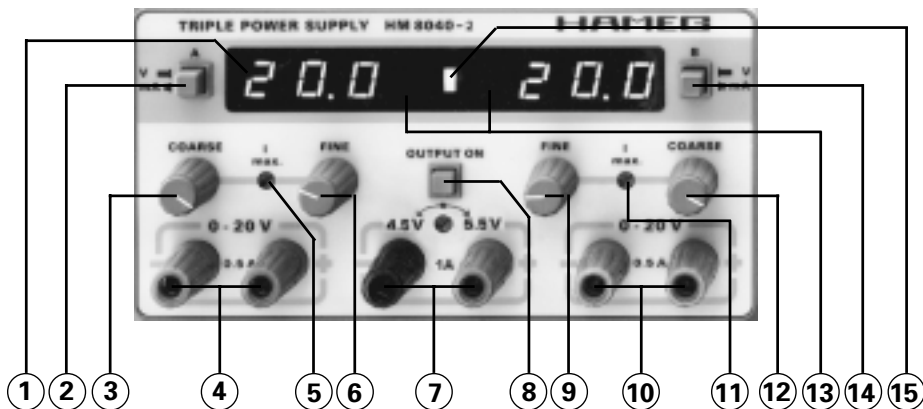 TRIPLE POWER SUPPLY HM 8040-2 HAMEG
A B
V V
mA mA
20.0 20.0
COARSE I max. FINE OUTPUT ON FINE I max. COARSE
0 - 20 V 4.5V 5.5V 0 - 20 V
0.5 A 1A 0.5 A
1 2 3 4 5 6 7 8 9 10 11 12 13 14 15